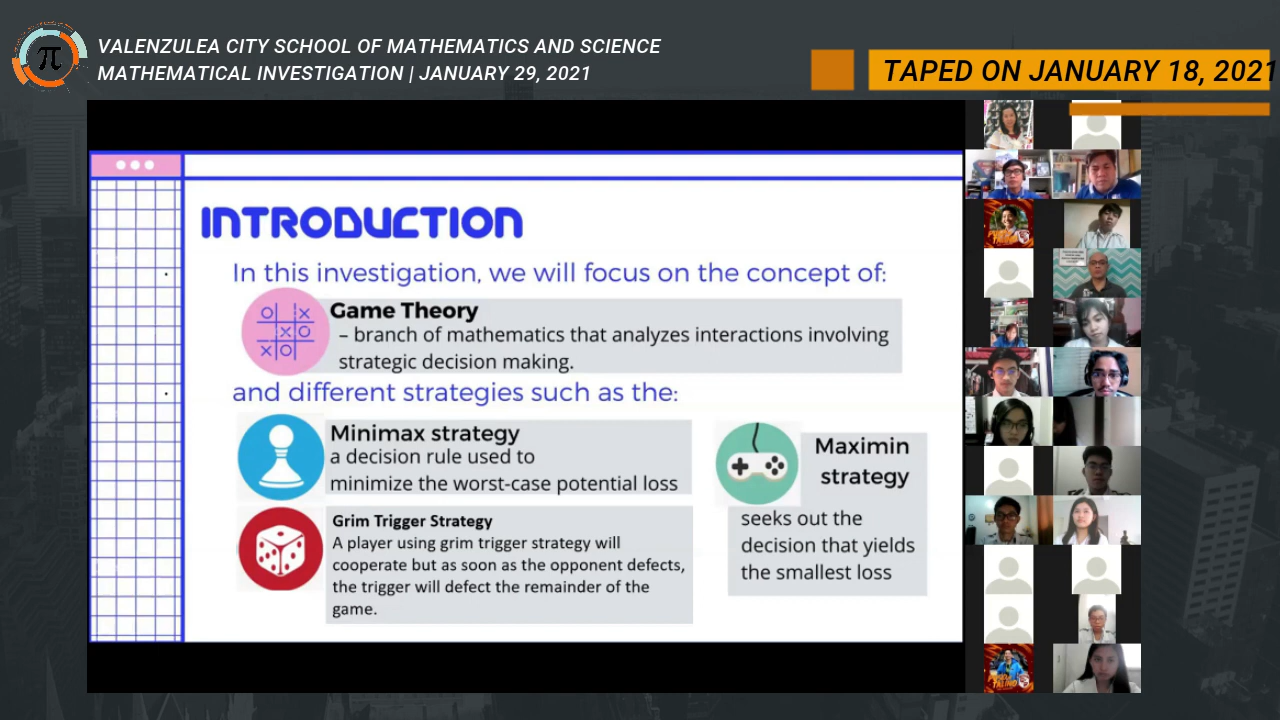 VALENZULEA CITY SCHOOL OF MATHEMATICS AND SCIENCE
MATHEMATICAL INVESTIGATION | JANUARY 29, 2021
TAPED ON JANUARY 18, 2021
π
INTRODUCTION
In this investigation, we will focus on the concept of:
Game Theory
– branch of mathematics that analyzes interactions involving
strategic decision making.
and different strategies such as the:
Minimax strategy
a decision rule used to
minimize the worst-case potential loss
Grim Trigger Strategy
A player using grim trigger strategy will
cooperate but as soon as the opponent defects,
the trigger will defect the remainder of the
game.
Maximin
strategy
seeks out the
decision that yields
the smallest loss